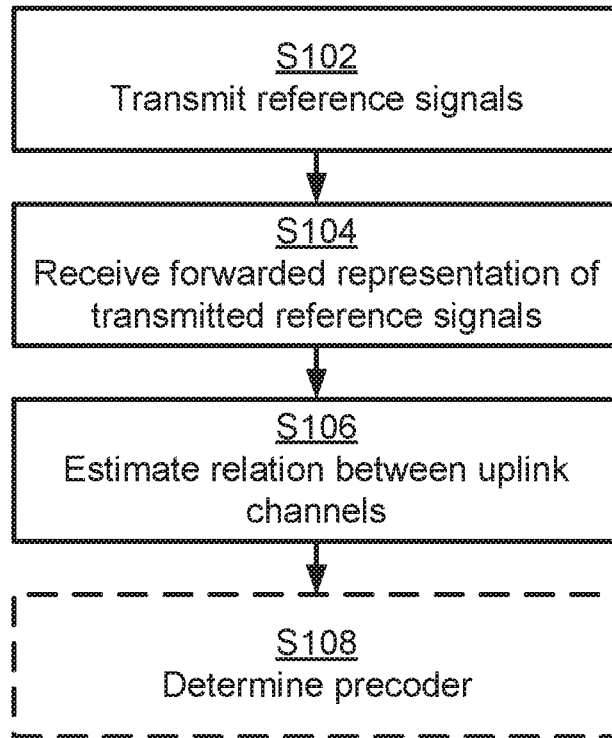 S102
Transmit reference signals
S104
Receive forwarded representation of
transmitted reference signals
S106
Estimate relation between uplink
channels
S108
Determine precoder